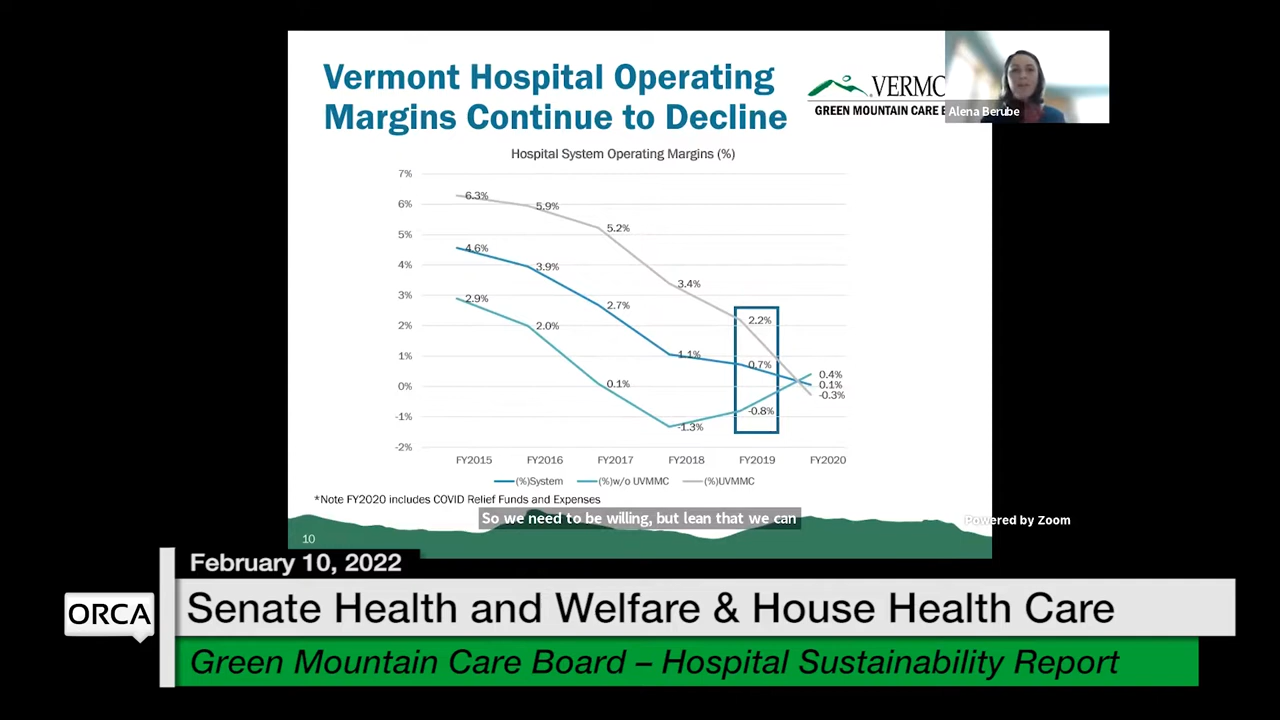 Vermont Hospital Operating
Margins Continue to Decline
VERMO
GREEN MOUNTAIN CARE
Alena Berube
Hospital System Operating Margins (%)
7%
6%
5%
4%
3%
2%
1%
0%
-1%
-2%
6.3%
5.9%
5.2%
3.4%
2.2%
-0.3%
4.6%
3.9%
2.7%
1.1%
0.7%
0.1%
2.9%
2.0%
0.1%
-1.3%
-0.8%
0.4%
FY2015 FY2016 FY2017 FY2018 FY2019 FY2020
(%)System (%)w/o UVMMC (%)UVMMC
*Note FY2020 includes COVID Relief Funds and Expenses
So we need to be willing, but lean that we can
10
Powered by Zoom
February 10, 2022
ORCA
Senate Health and Welfare & House Health Care
Green Mountain Care Board – Hospital Sustainability Report